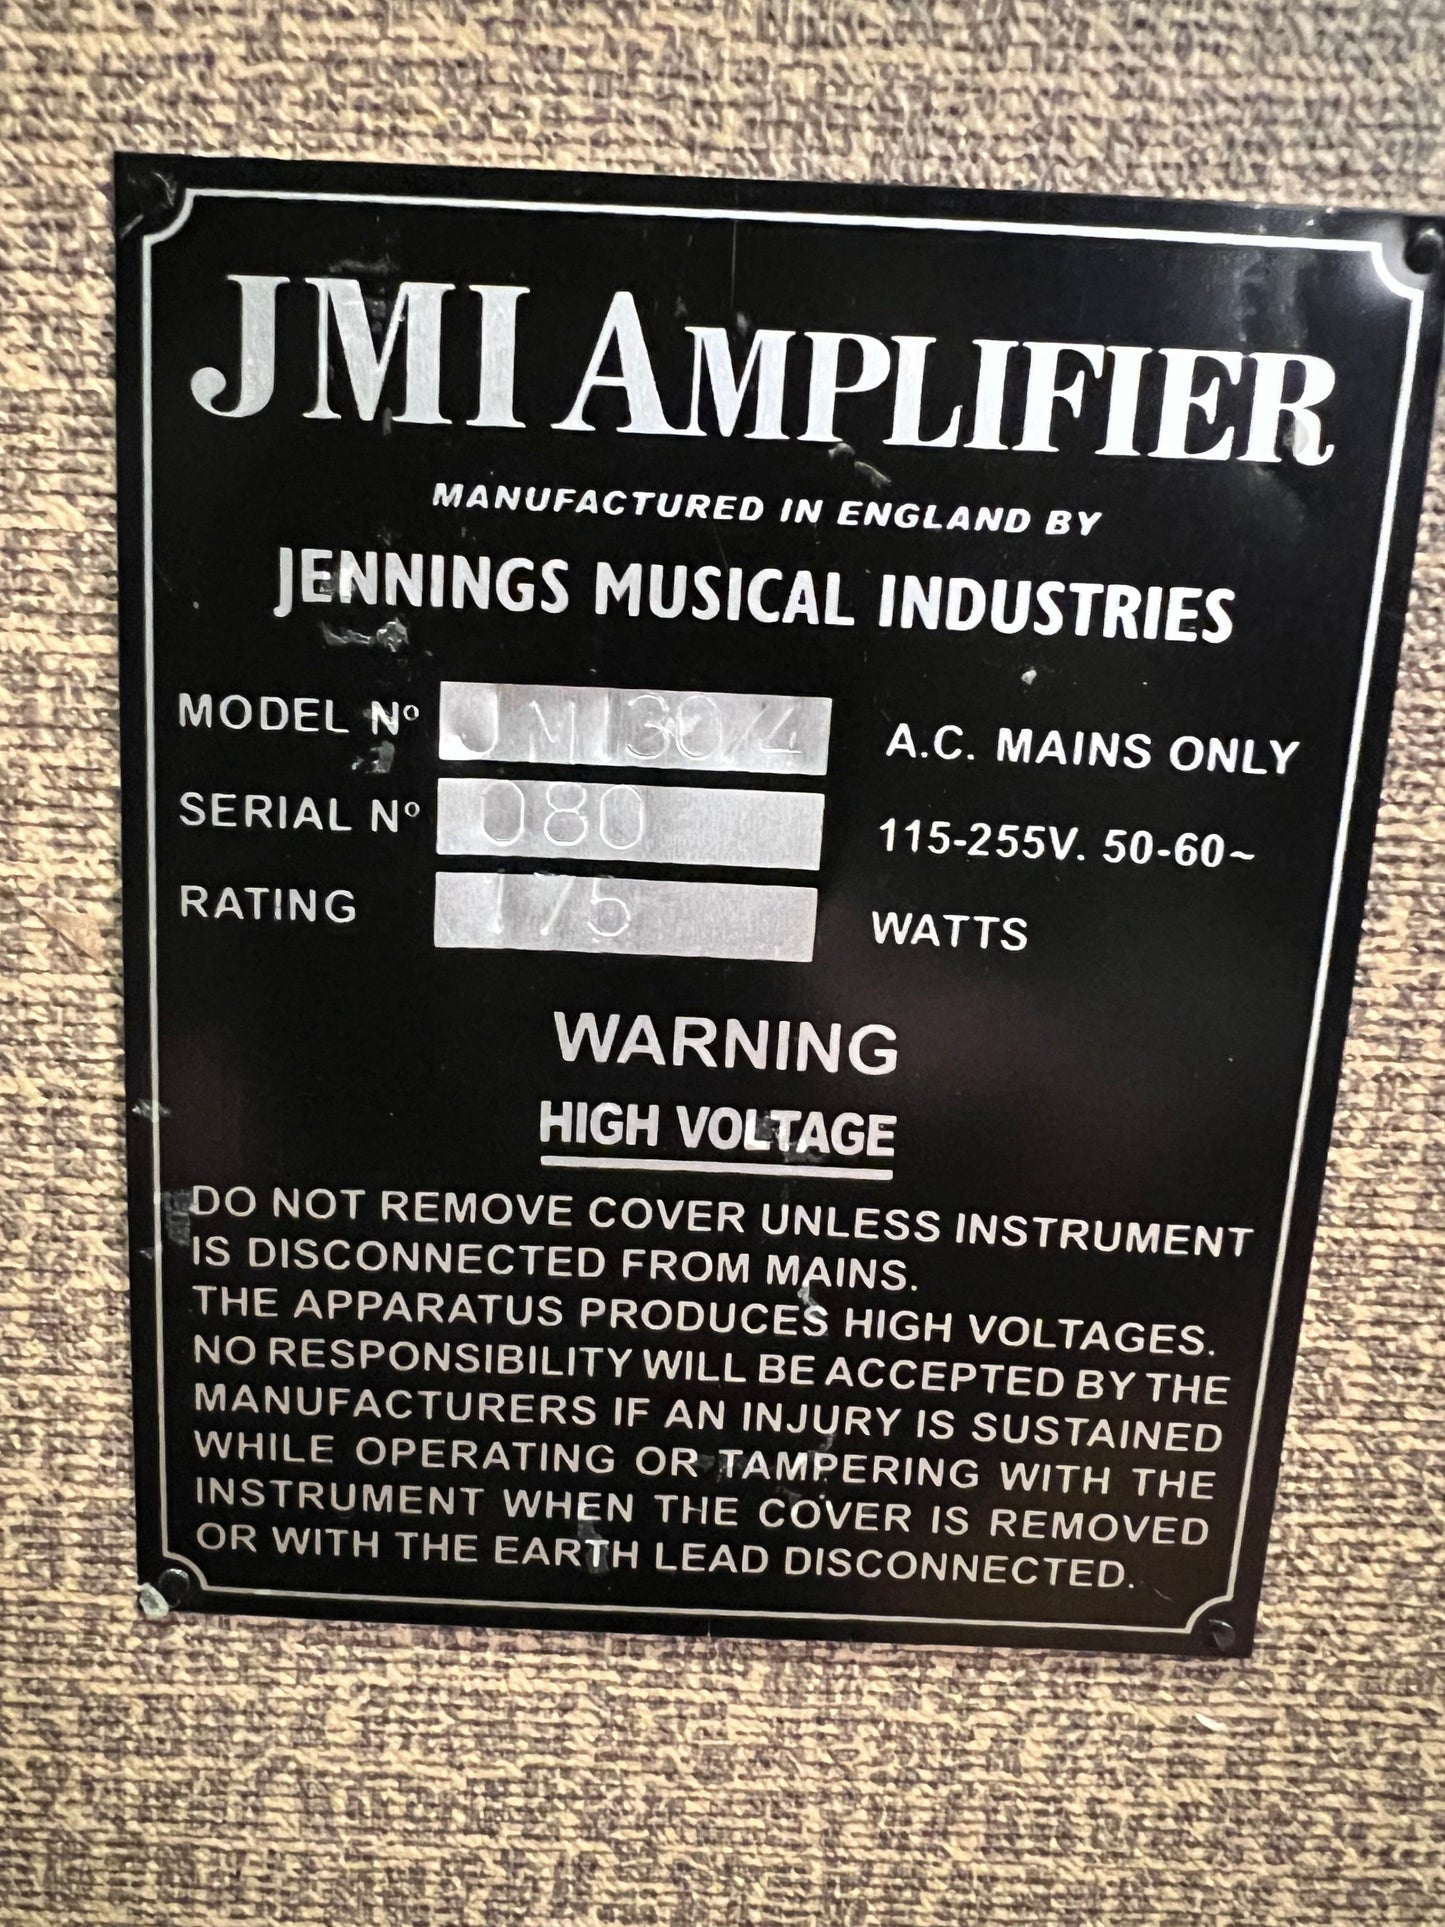 JMI AMPLIFIER
MANUFACTURED IN ENGLAND BY
JENNINGS MUSICAL INDUSTRIES
MODEL Nº JMI30/4 A.C. MAINS ONLY
SERIAL Nº 080 115-255V. 50-60~
RATING 175 WATTS
WARNING
HIGH VOLTAGE
DO NOT REMOVE COVER UNLESS INSTRUMENT
IS DISCONNECTED FROM MAINS.
THE APPARATUS PRODUCES HIGH VOLTAGES.
NO RESPONSIBILITY WILL BE ACCEPTED BY THE
MANUFACTURERS IF AN INJURY IS SUSTAINED
WHILE OPERATING OR TAMPERING WITH THE
INSTRUMENT WHEN THE COVER IS REMOVED
OR WITH THE EARTH LEAD DISCONNECTED.